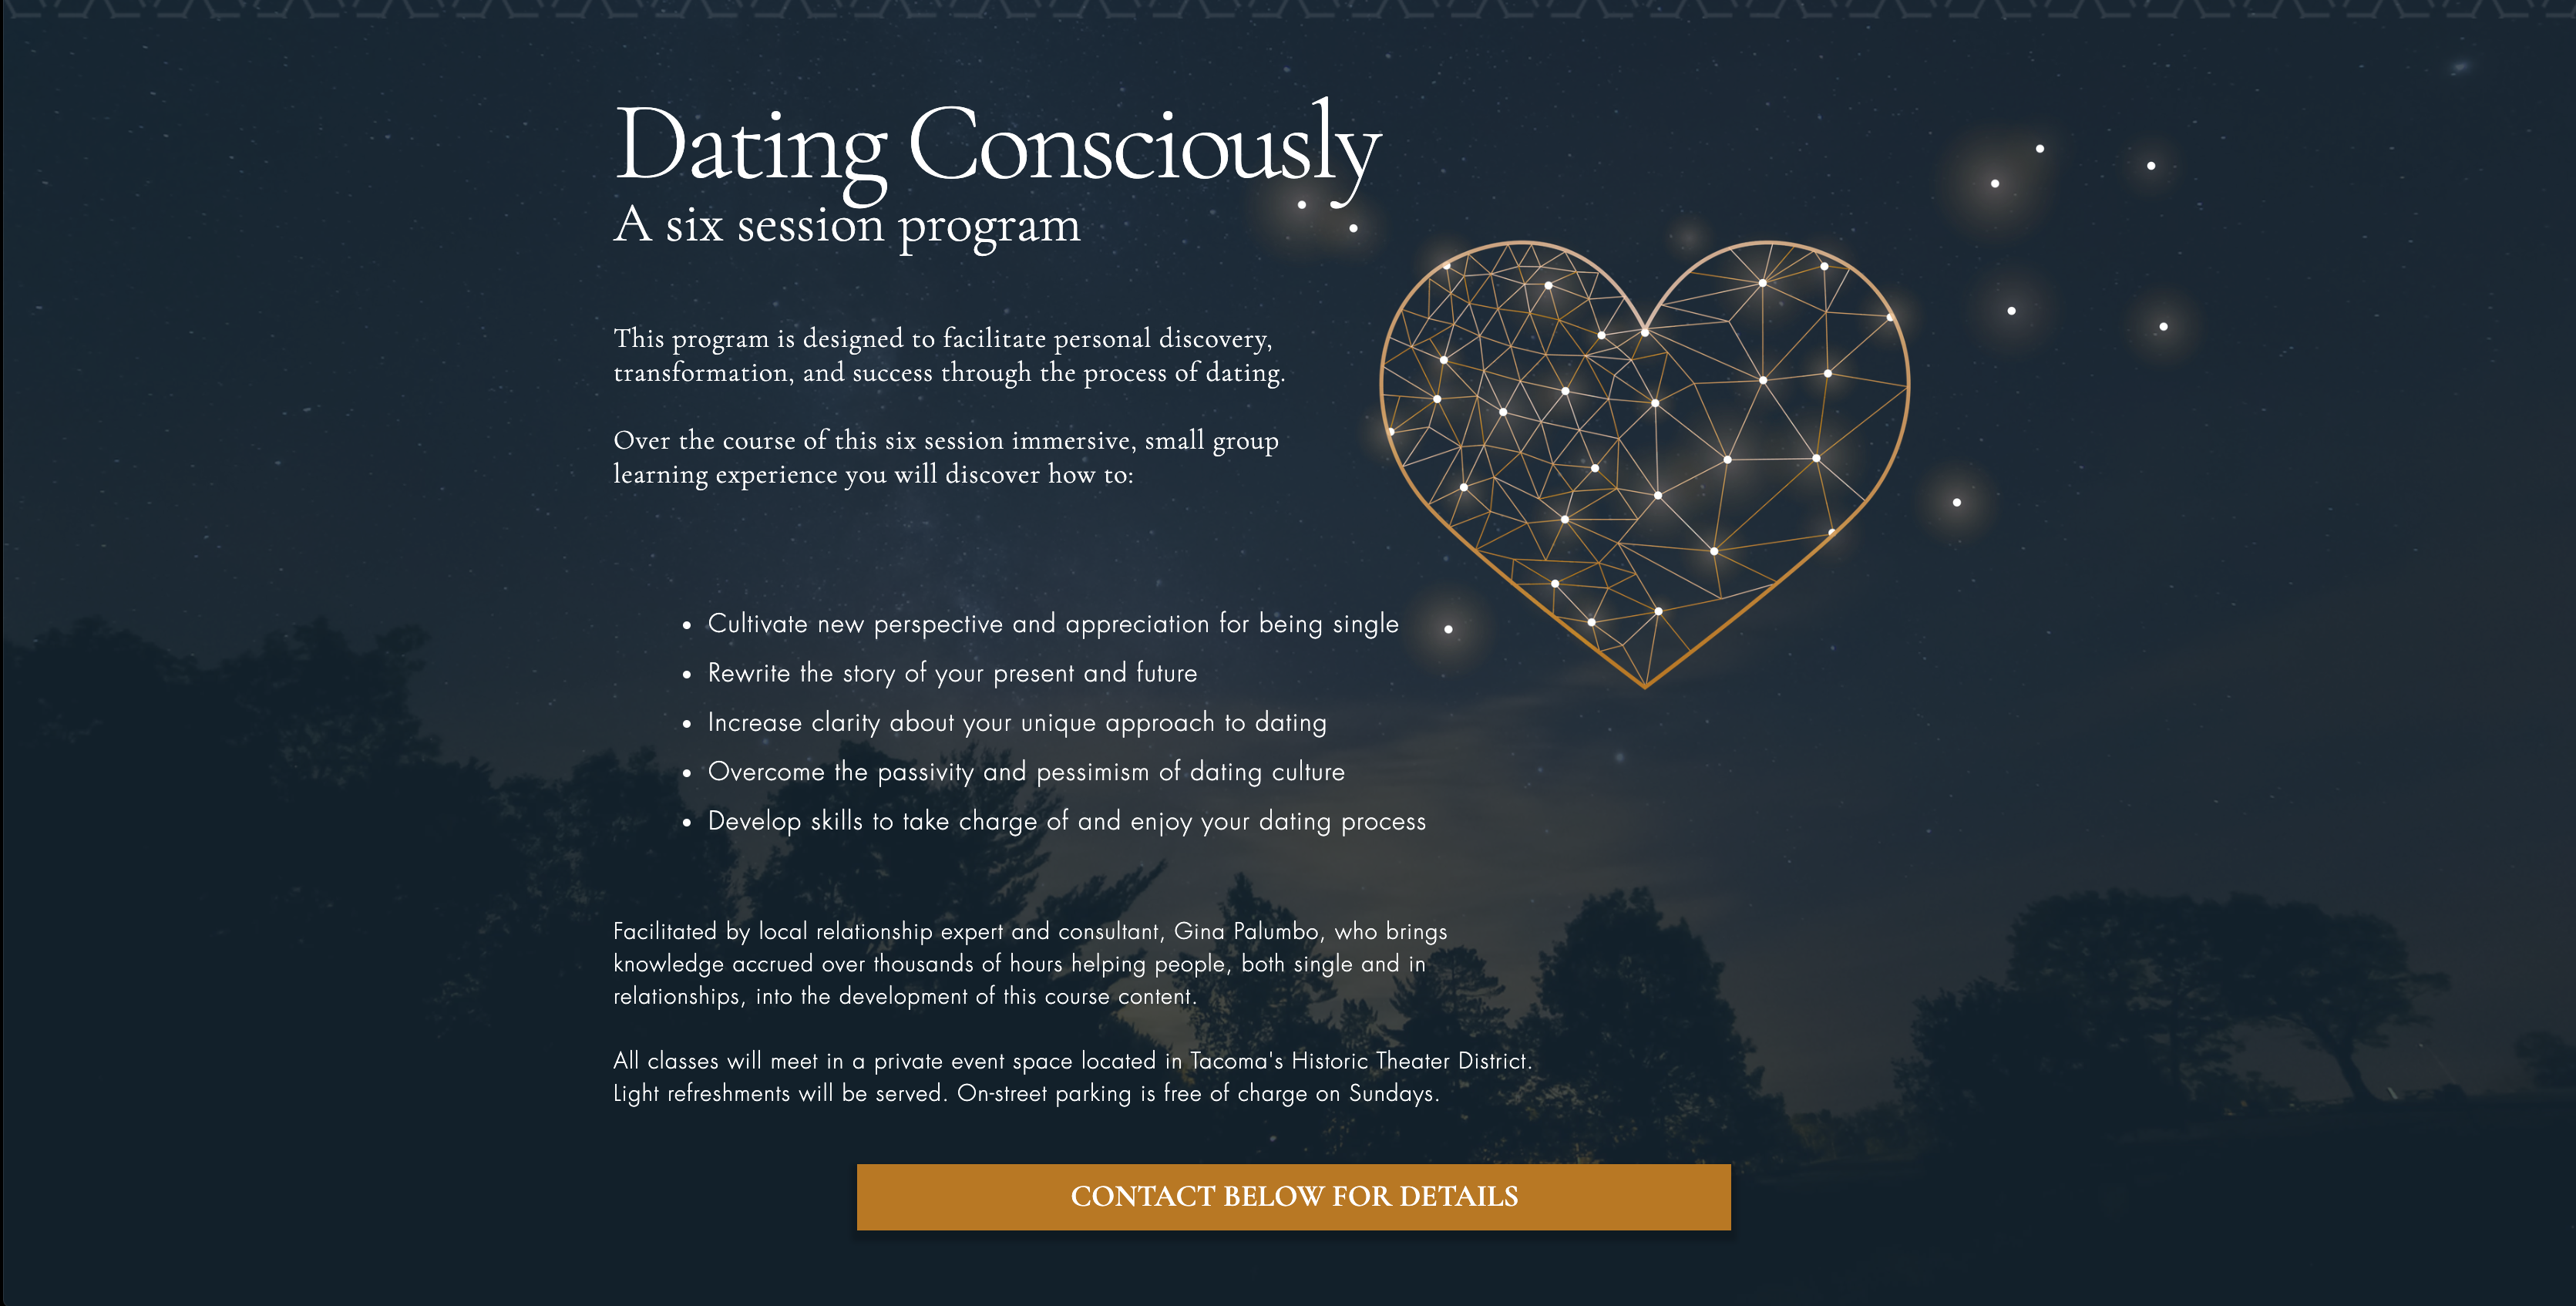 Dating Consciously
A six session program
This program is designed to facilitate personal discovery,
transformation, and success through the process of dating.
Over the course of this six session immersive, small group
learning experience you will discover how to:
• Cultivate new perspective and appreciation for being single
• Rewrite the story of your present and future
• Increase clarity about your unique approach to dating
• Overcome the passivity and pessimism of dating culture
• Develop skills to take charge of and enjoy your dating process
Facilitated by local relationship expert and consultant, Gina Palumbo, who brings
knowledge accrued over thousands of hours helping people, both single and in
relationships, into the development of this course content.
All classes will meet in a private event space located in Tacoma's Historic Theater District.
Light refreshments will be served. On-street parking is free of charge on Sundays.
CONTACT BELOW FOR DETAILS